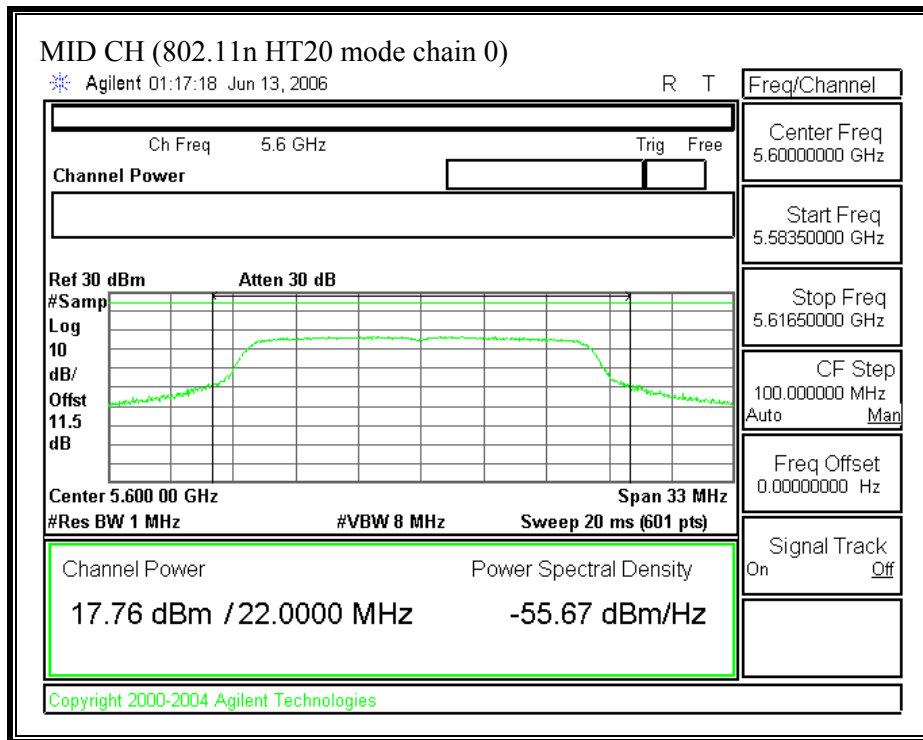 MID CH (802.11n HT20 mode chain 0)
Agilent 01:17:18 Jun 13, 2006 R T
Ch Freq 5.6 GHz Trig Free
Channel Power
Ref 30 dBm Atten 30 dB
#Samp
Log
10
dB/
Offst
11.5
dB
Center 5.600 00 GHz Span 33 MHz
#Res BW 1 MHz #VBW 8 MHz Sweep 20 ms (601 pts)
Channel Power Power Spectral Density
17.76 dBm / 22.0000 MHz -55.67 dBm/Hz
Copyright 2000-2004 Agilent Technologies
Freq/Channel
Center Freq
5.60000000 GHz
Start Freq
5.58350000 GHz
Stop Freq
5.61650000 GHz
CF Step
100.000000 MHz
Auto Man
Freq Offset
0.00000000 Hz
Signal Track
On Off